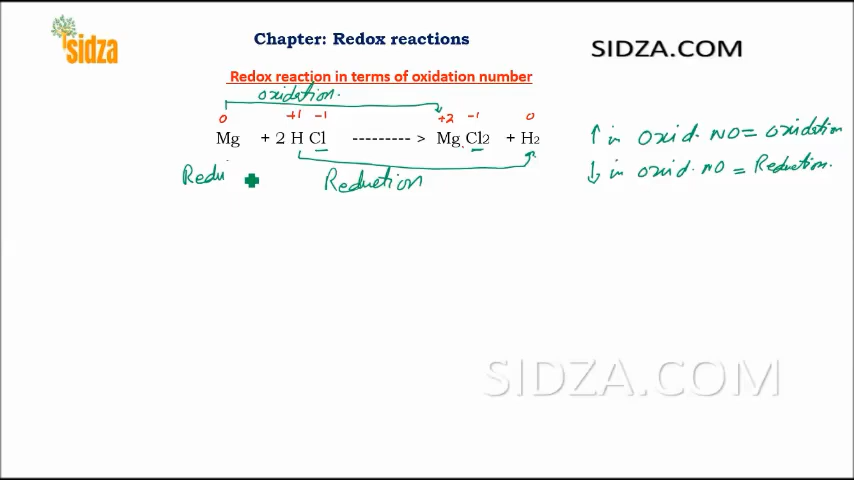 sidza
Chapter: Redox reactions
SIDZA.COM
Redox reaction in terms of oxidation number
oxidation.
0 +1 -1 +2 -1 0
Mg + 2 H Cl --------- > Mg Cl2 + H2
↑ in oxid. NO = oxidation
↓ in oxid. NO = Reduction.
Redu
Reduction
SIDZA.COM